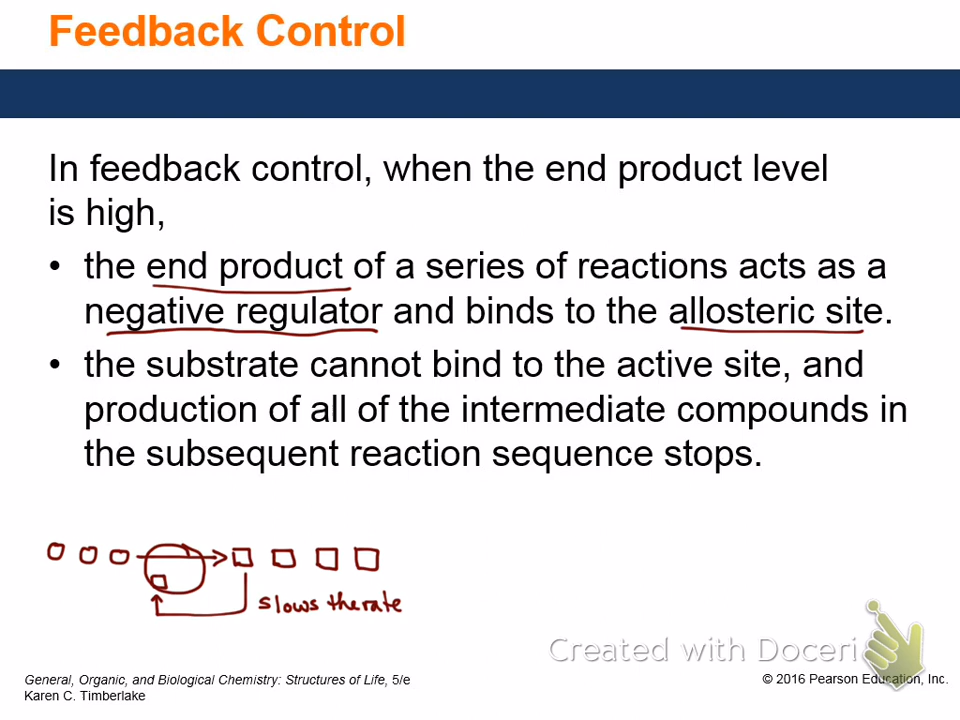 Feedback Control
In feedback control, when the end product level
is high,
• the end product of a series of reactions acts as a
negative regulator and binds to the allosteric site.
• the substrate cannot bind to the active site, and
production of all of the intermediate compounds in
the subsequent reaction sequence stops.
slows the rate
Created with Doceri
General, Organic, and Biological Chemistry: Structures of Life, 5/e
Karen C. Timberlake
© 2016 Pearson Education, Inc.